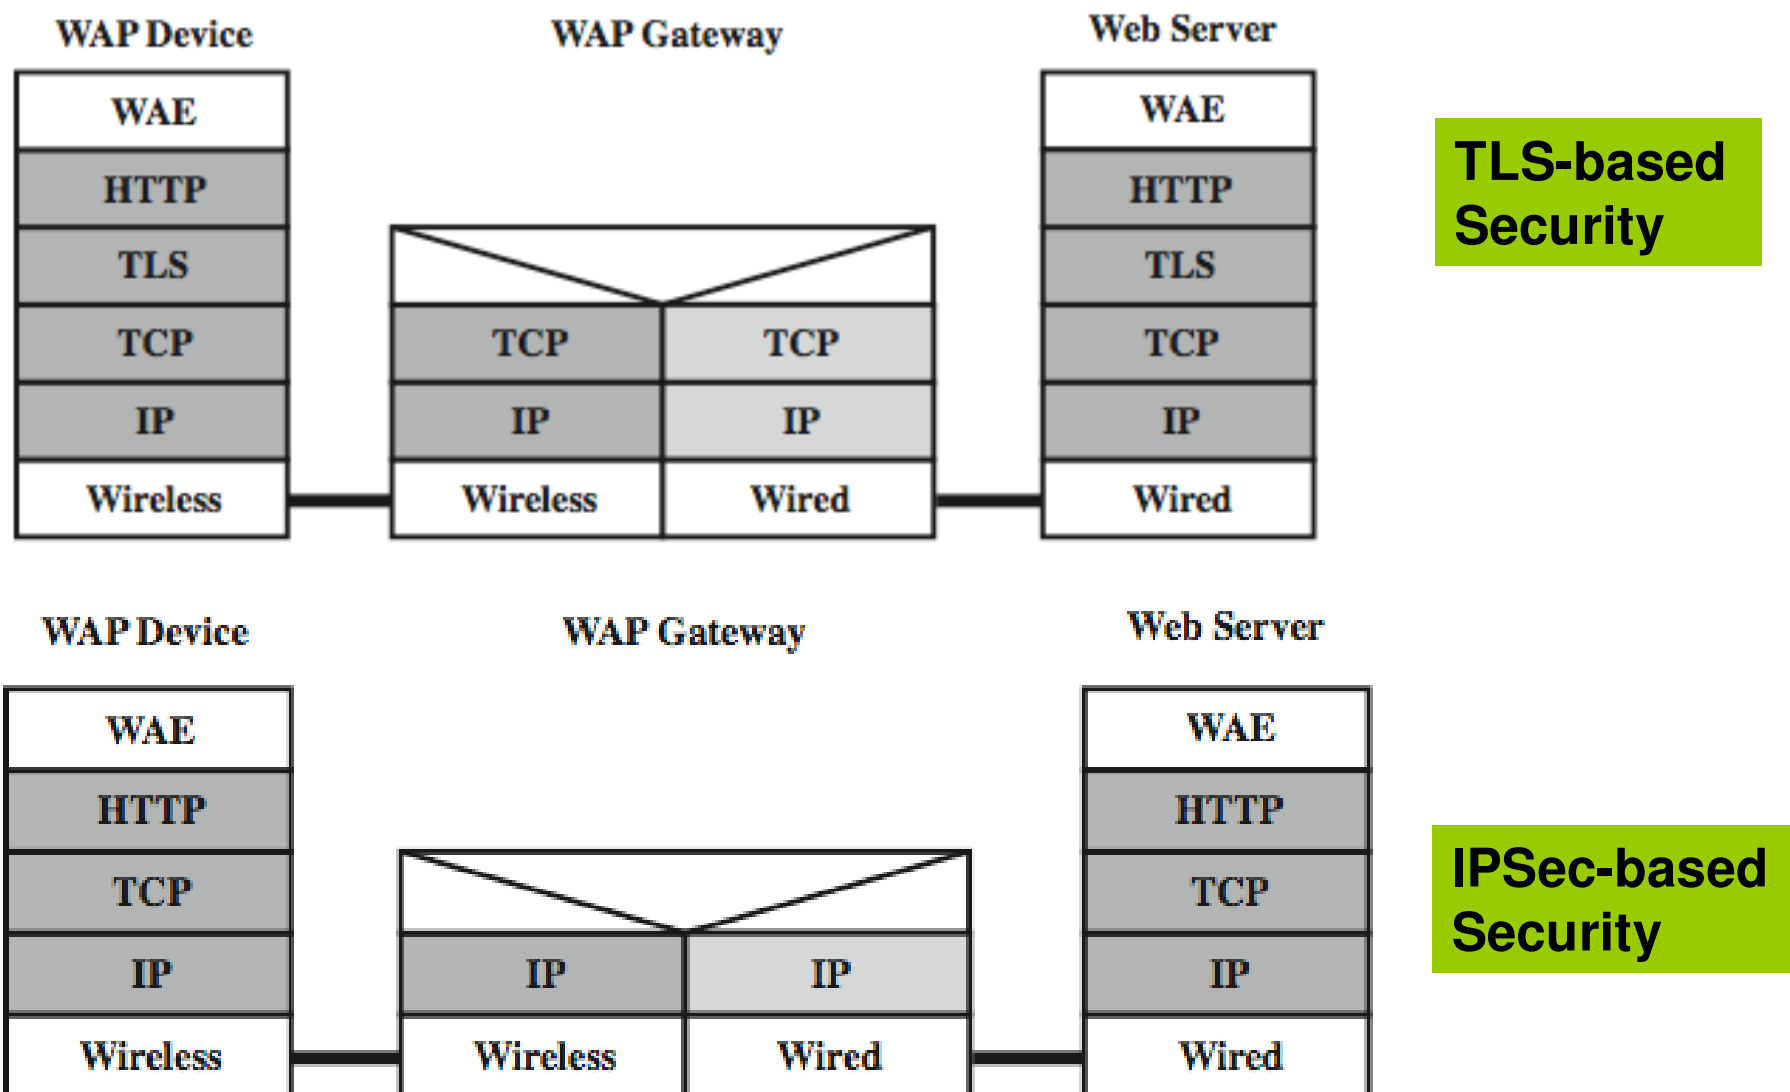 WAP Device
WAP Gateway
Web Server
WAE
WAE
HTTP
HTTP
TLS
TLS
TCP
TCP
TCP
TCP
IP
IP
IP
IP
Wireless
Wireless
Wired
Wired
TLS-based
Security
WAP Device
WAP Gateway
Web Server
WAE
WAE
HTTP
HTTP
TCP
TCP
IP
IP
IP
IP
Wireless
Wireless
Wired
Wired
IPSec-based
Security